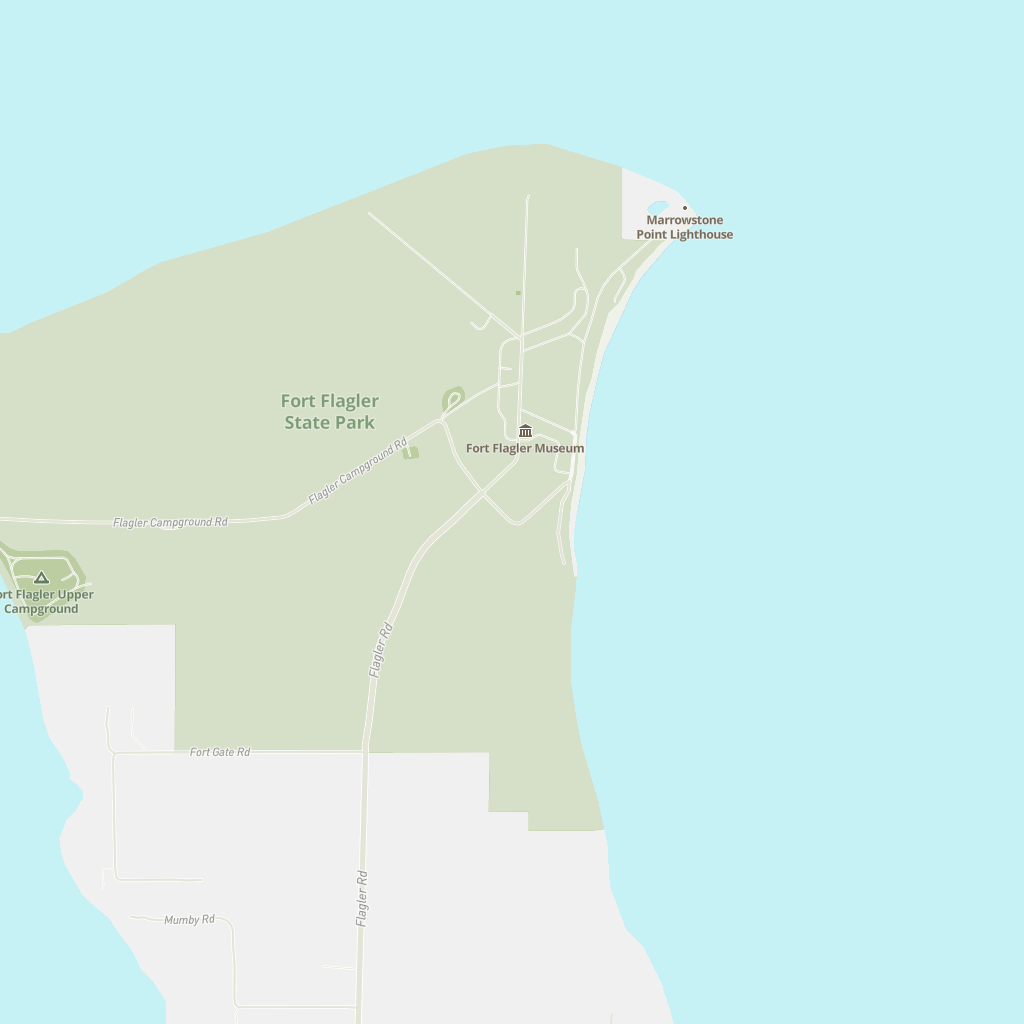 Marrowstone
Point Lighthouse
Fort Flagler
State Park
Fort Flagler Museum
Flagler Campground Rd
Flagler Campground Rd
ort Flagler Upper
Campground
Flagler Rd
Fort Gate Rd
Flagler Rd
Mumby Rd